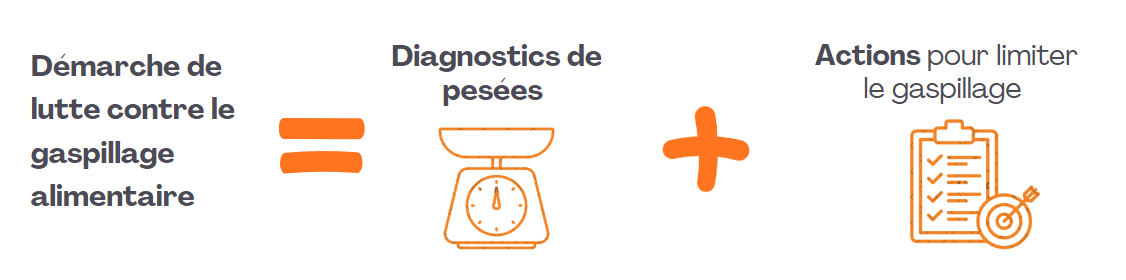 Démarche de
lutte contre le
gaspillage
alimentaire
=
Diagnostics de
pesées
+
Actions pour limiter
le gaspillage